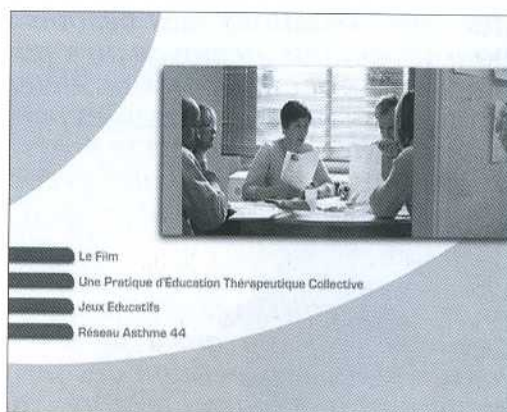 Le Film
Une Pratique d'Education Thérapeutique Collective
Jeux Educatifs
Réseau Asthme 44